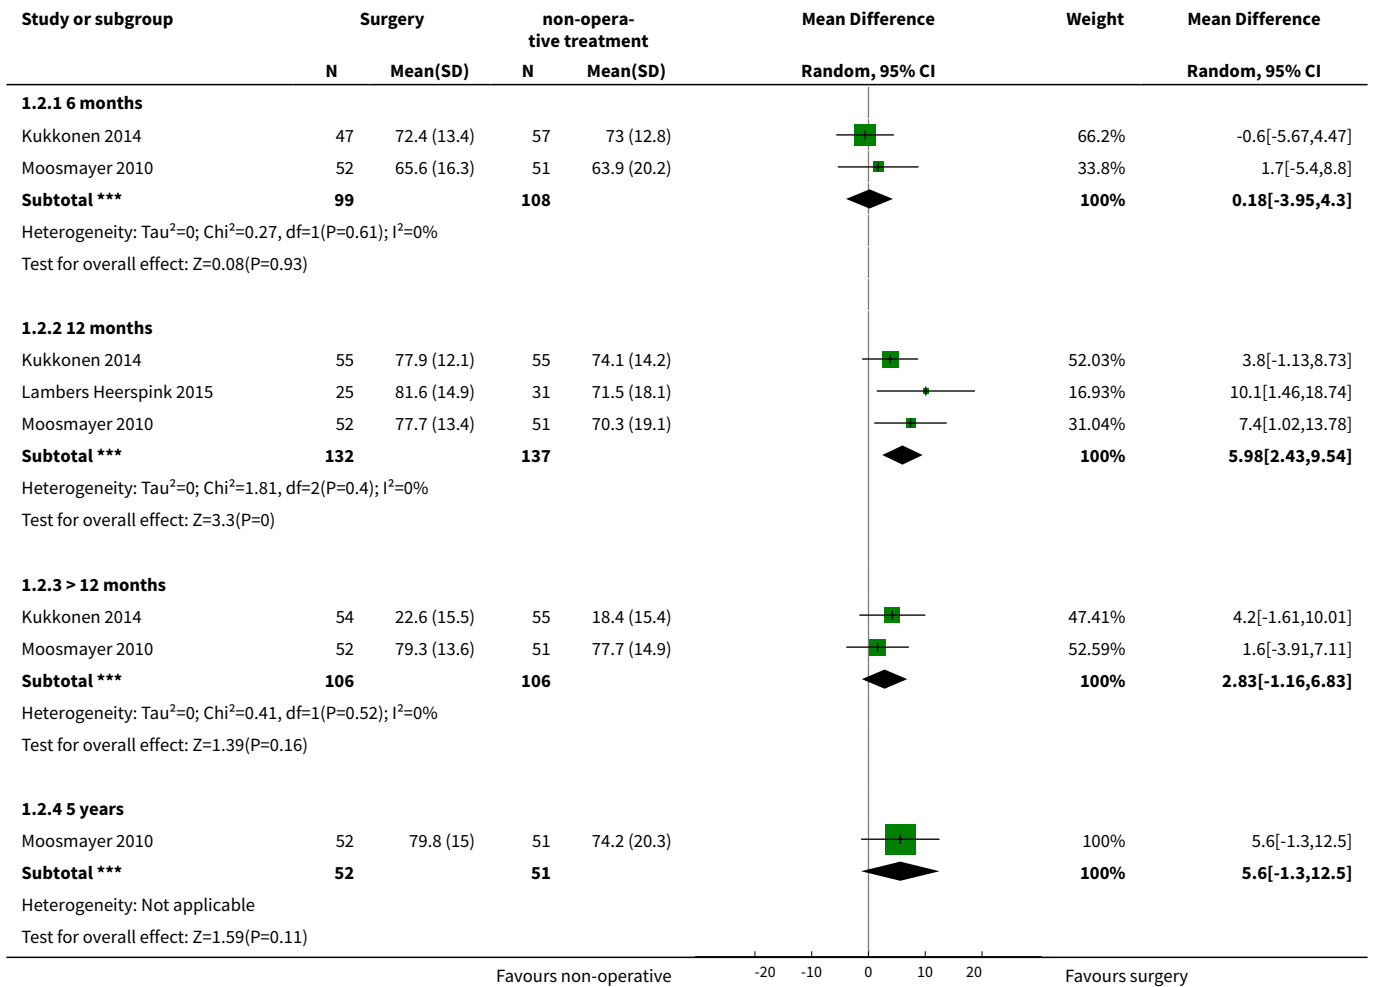 Study or subgroup Surgery non-opera- Mean Difference Weight Mean Difference
tive treatment
N Mean(SD) N Mean(SD) Random, 95% CI Random, 95% CI
1.2.1 6 months
Kukkonen 2014 47 72.4 (13.4) 57 73 (12.8) 66.2% -0.6[-5.67,4.47]
Moosmayer 2010 52 65.6 (16.3) 51 63.9 (20.2) 33.8% 1.7[-5.4,8.8]
Subtotal *** 99 108 100% 0.18[-3.95,4.3]
Heterogeneity: Tau²=0; Chi²=0.27, df=1(P=0.61); I²=0%
Test for overall effect: Z=0.08(P=0.93)
1.2.2 12 months
Kukkonen 2014 55 77.9 (12.1) 55 74.1 (14.2) 52.03% 3.8[-1.13,8.73]
Lambers Heerspink 2015 25 81.6 (14.9) 31 71.5 (18.1) 16.93% 10.1[1.46,18.74]
Moosmayer 2010 52 77.7 (13.4) 51 70.3 (19.1) 31.04% 7.4[1.02,13.78]
Subtotal *** 132 137 100% 5.98[2.43,9.54]
Heterogeneity: Tau²=0; Chi²=1.81, df=2(P=0.4); I²=0%
Test for overall effect: Z=3.3(P=0)
1.2.3 > 12 months
Kukkonen 2014 54 22.6 (15.5) 55 18.4 (15.4) 47.41% 4.2[-1.61,10.01]
Moosmayer 2010 52 79.3 (13.6) 51 77.7 (14.9) 52.59% 1.6[-3.91,7.11]
Subtotal *** 106 106 100% 2.83[-1.16,6.83]
Heterogeneity: Tau²=0; Chi²=0.41, df=1(P=0.52); I²=0%
Test for overall effect: Z=1.39(P=0.16)
1.2.4 5 years
Moosmayer 2010 52 79.8 (15) 51 74.2 (20.3) 100% 5.6[-1.3,12.5]
Subtotal *** 52 51 100% 5.6[-1.3,12.5]
Heterogeneity: Not applicable
Test for overall effect: Z=1.59(P=0.11)
Favours non-operative -20 -10 0 10 20 Favours surgery